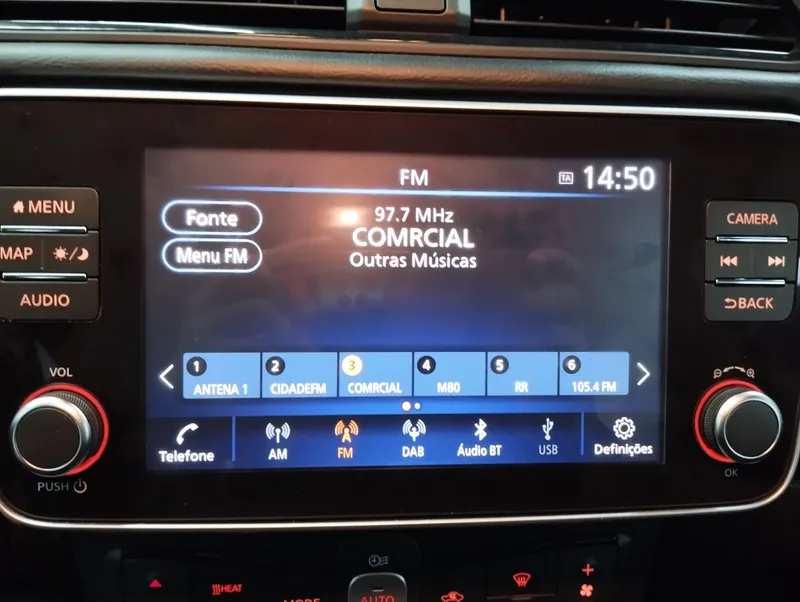 FM
TA
14:50
MENU
MAP
AUDIO
Fonte
Menu FM
97.7 MHz
COMRCIAL
Outras Músicas
CAMERA
BACK
1
ANTENA 1
2
CIDADEFM
3
COMRCIAL
4
M80
5
RR
6
105.4 FM
Telefone
AM
FM
DAB
Áudio BT
USB
Definições
VOL
PUSH
OK
HEAT
MODE
AUTO